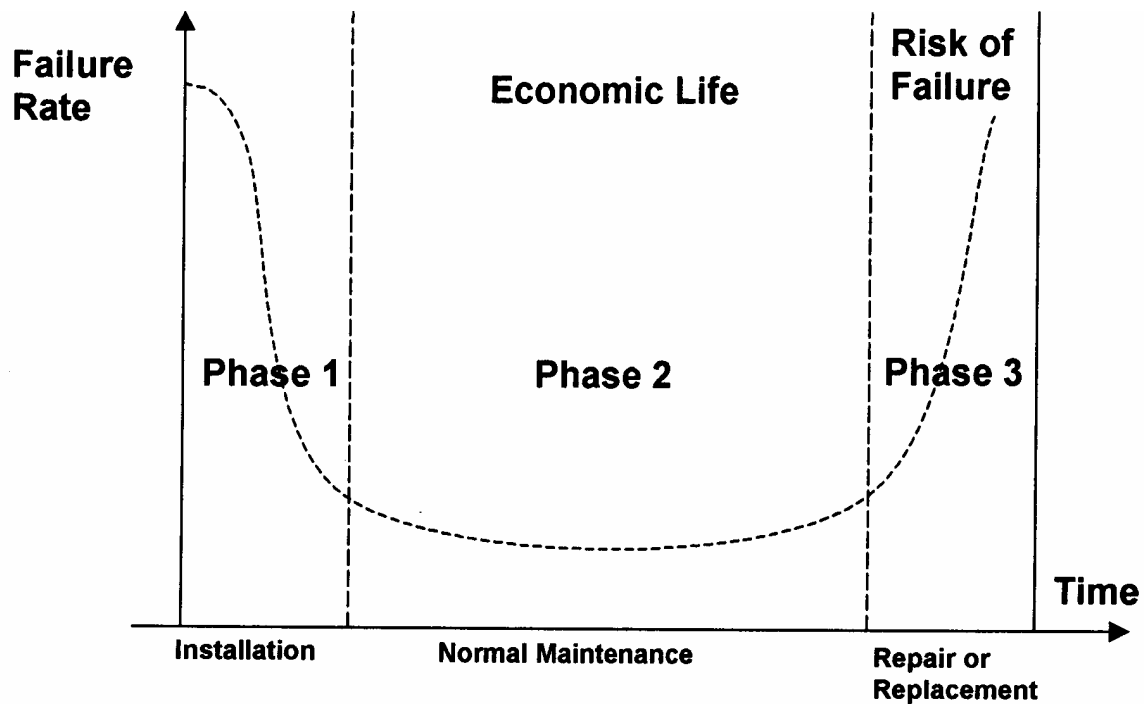 Failure
Rate
Economic Life
Risk of
Failure
Phase 1
Phase 2
Phase 3
Time
Installation
Normal Maintenance
Repair or
Replacement